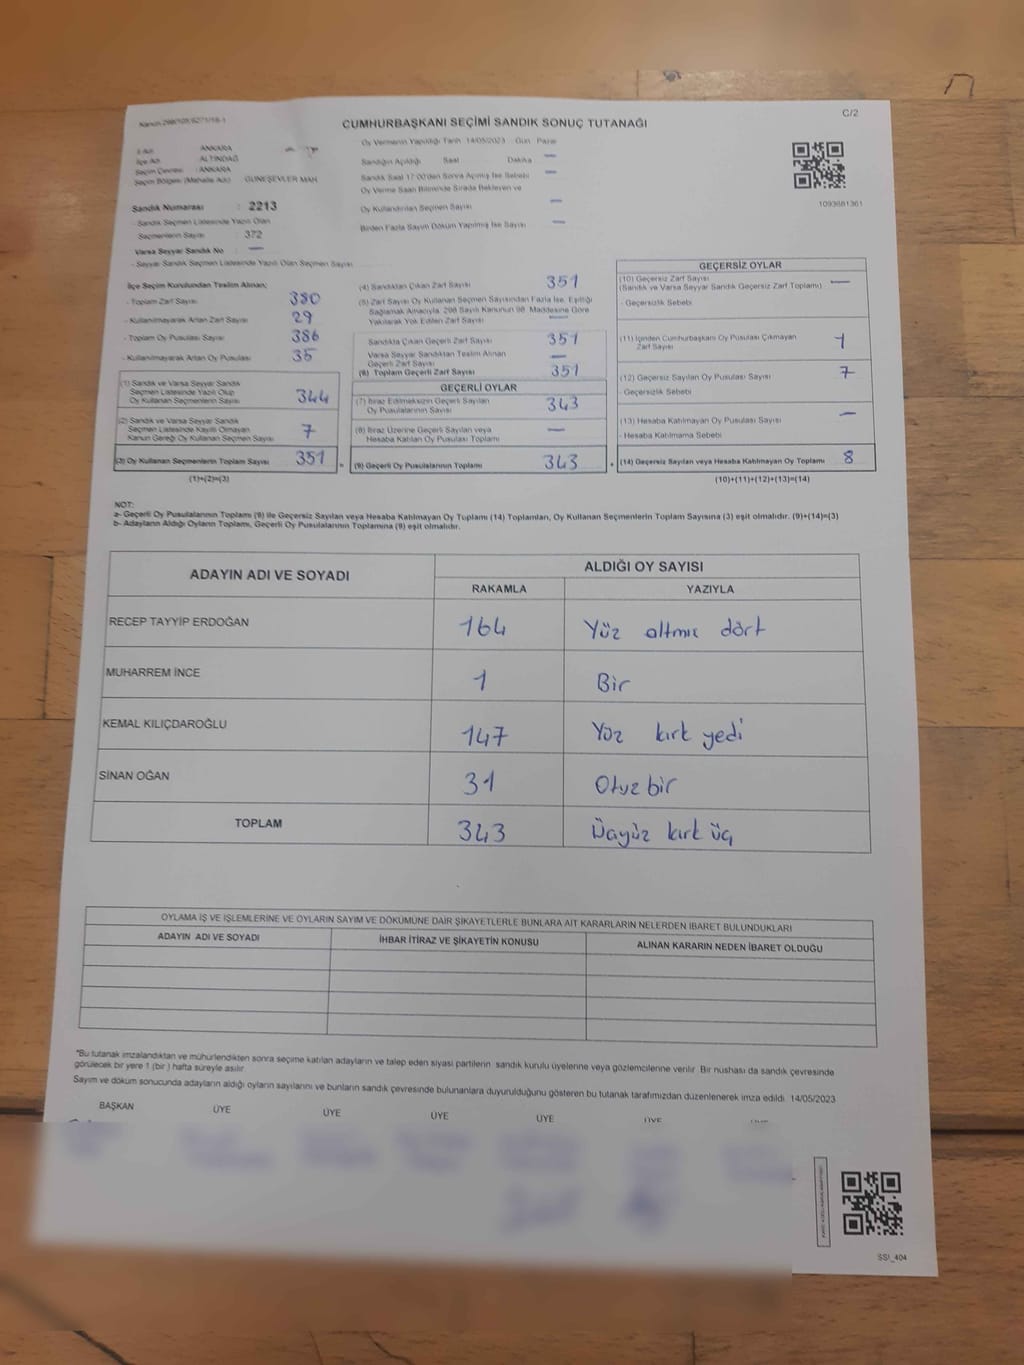 C/2
Kanun 298/105/6271/16-1
CUMHURBAŞKANI SEÇİMİ SANDIK SONUÇ TUTANAĞI
İl Adı ANKARA
İlçe Adı ALTINDAĞ
Seçim Çevresi ANKARA
Seçim Bölgesi (Mahalle Adı) GÜNEŞEVLER MAH
Sandık Numarası : 2213
- Sandık Seçmen Listesinde Yazılı Olan
Seçmenlerin Sayısı 372
Varsa Seyyar Sandık No —
- Seyyar Sandık Seçmen Listesinde Yazılı Olan Seçmen Sayısı
Oy Vermenin Yapıldığı Tarih 14/05/2023 Gün Pazar
Sandığın Açıldığı Saat Dakika —
Sandık Saat 17:00'den Sonra Açılmış İse Sebebi —
Oy Verme Saati Bitiminde Sırada Bekleyen ve
Oy Kullandırılan Seçmen Sayısı —
Birden Fazla Sayım Döküm Yapılmış İse Sayısı —
1093681361
İlçe Seçim Kurulundan Teslim Alınan;
- Toplam Zarf Sayısı 380
- Kullanılmayarak Artan Zarf Sayısı 29
- Toplam Oy Pusulası Sayısı 386
- Kullanılmayarak Artan Oy Pusulası 35
(1) Sandık ve Varsa Seyyar Sandık
Seçmen Listesinde Yazılı Olup
Oy Kullanan Seçmenlerin Sayısı 344
(2) Sandık ve Varsa Seyyar Sandık
Seçmen Listesinde Kayıtlı Olmayan
Kanun Gereği Oy Kullanan Seçmen Sayısı 7
(3) Oy Kullanan Seçmenlerin Toplam Sayısı 351
(1)+(2)=(3)
(4) Sandıktan Çıkan Zarf Sayısı 351
(5) Zarf Sayısı Oy Kullanan Seçmen Sayısından Fazla İse, Eşitliği
Sağlamak Amacıyla, 298 Sayılı Kanunun 98. Maddesine Göre
Yakılarak Yok Edilen Zarf Sayısı —
Sandıkta Çıkan Geçerli Zarf Sayısı 351
Varsa Seyyar Sandıktan Teslim Alınan
Geçerli Zarf Sayısı —
(6) Toplam Geçerli Zarf Sayısı 351
GEÇERLİ OYLAR
(7) İtiraz Edilmeksizin Geçerli Sayılan
Oy Pusulalarının Sayısı 343
(8) İtiraz Üzerine Geçerli Sayılan veya
Hesaba Katılan Oy Pusulası Toplamı —
= (9) Geçerli Oy Pusulalarının Toplamı 343
GEÇERSİZ OYLAR
(10) Geçersiz Zarf Sayısı
(Sandık ve Varsa Seyyar Sandık Geçersiz Zarf Toplamı) —
- Geçersizlik Sebebi
(11) İçinden Cumhurbaşkanı Oy Pusulası Çıkmayan
Zarf Sayısı 1
(12) Geçersiz Sayılan Oy Pusulası Sayısı 7
- Geçersizlik Sebebi
(13) Hesaba Katılmayan Oy Pusulası Sayısı —
- Hesaba Katılmama Sebebi
+ (14) Geçersiz Sayılan veya Hesaba Katılmayan Oy Toplamı 8
(10)+(11)+(12)+(13)=(14)
NOT:
a- Geçerli Oy Pusulaları (9) ile Geçersiz Sayılan veya Hesaba Katılmayan Oy Toplamı (14) Toplamları, Oy Kullanan Seçmenlerin Toplam Sayısına (3) eşit olmalıdır. (9)+(14)=(3)
b- Adayların Aldığı Oyların Toplamı, Geçerli Oy Pusulalarının Toplamına (9) eşit olmalıdır.
ADAYIN ADI VE SOYADI ALDIĞI OY SAYISI
RAKAMLA YAZIYLA
RECEP TAYYİP ERDOĞAN 164 Yüz altmış dört
MUHARREM İNCE 1 Bir
KEMAL KILIÇDAROĞLU 147 Yüz kırk yedi
SİNAN OĞAN 31 Otuz bir
TOPLAM 343 Üçyüz kırk üç
OYLAMA İŞ VE İŞLEMLERİNE VE OYLARIN SAYIM VE DÖKÜMÜNE DAİR ŞİKAYETLERLE BUNLARA AİT KARARLARIN NELERDEN İBARET BULUNDUKLARI
ADAYIN ADI VE SOYADI İHBAR İTİRAZ VE ŞİKAYETİN KONUSU ALINAN KARARIN NEDEN İBARET OLDUĞU
*Bu tutanak imzalandıktan ve mühürlendikten sonra seçime katılan adayların ve talep eden siyasi partilerin sandık kurulu üyelerine veya gözlemcilerine verilir. Bir nushası da sandık çevresinde
görülecek bir yere 1 (bir) hafta süreyle asılır.
Sayım ve döküm sonucunda adayların aldığı oyların sayılarını ve bunların sandık çevresinde bulunanlara duyurulduğunu gösteren bu tutanak tarafımızdan düzenlenerek imza edildi. 14/05/2023
BAŞKAN ÜYE ÜYE ÜYE ÜYE ÜYE
SSİ_404